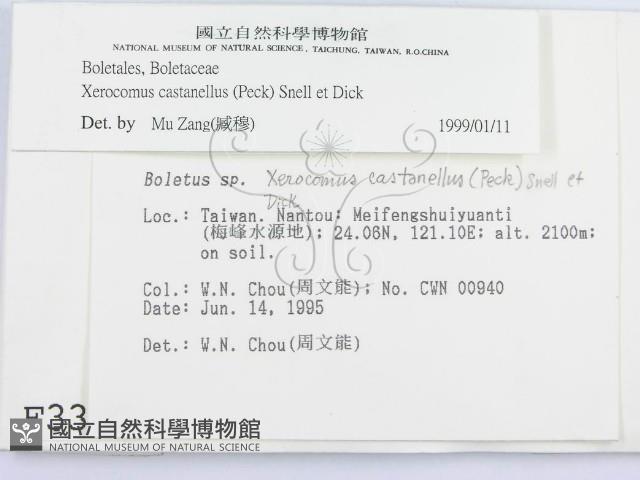 國立自然科學博物館
NATIONAL MUSEUM OF NATURAL SCIENCE, TAICHUNG, TAIWAN, R.O.CHINA
Boletales, Boletaceae
Xerocomus castanellus (Peck) Snell et Dick
Det. by Mu Zang(臧穆) 1999/01/11
Boletus sp. Xerocomus castanellus (Peck) Snell et
Dick
Loc.: Taiwan. Nantou: Meifengshuiyuanti
(梅峰水源地); 24.06N, 121.10E; alt. 2100m;
on soil.
Col.: W.N. Chou(周文能); No. CWN 00940
Date: Jun. 14, 1995
Det.: W.N. Chou(周文能)
F33
國立自然科學博物館
NATIONAL MUSEUM OF NATURAL SCIENCE